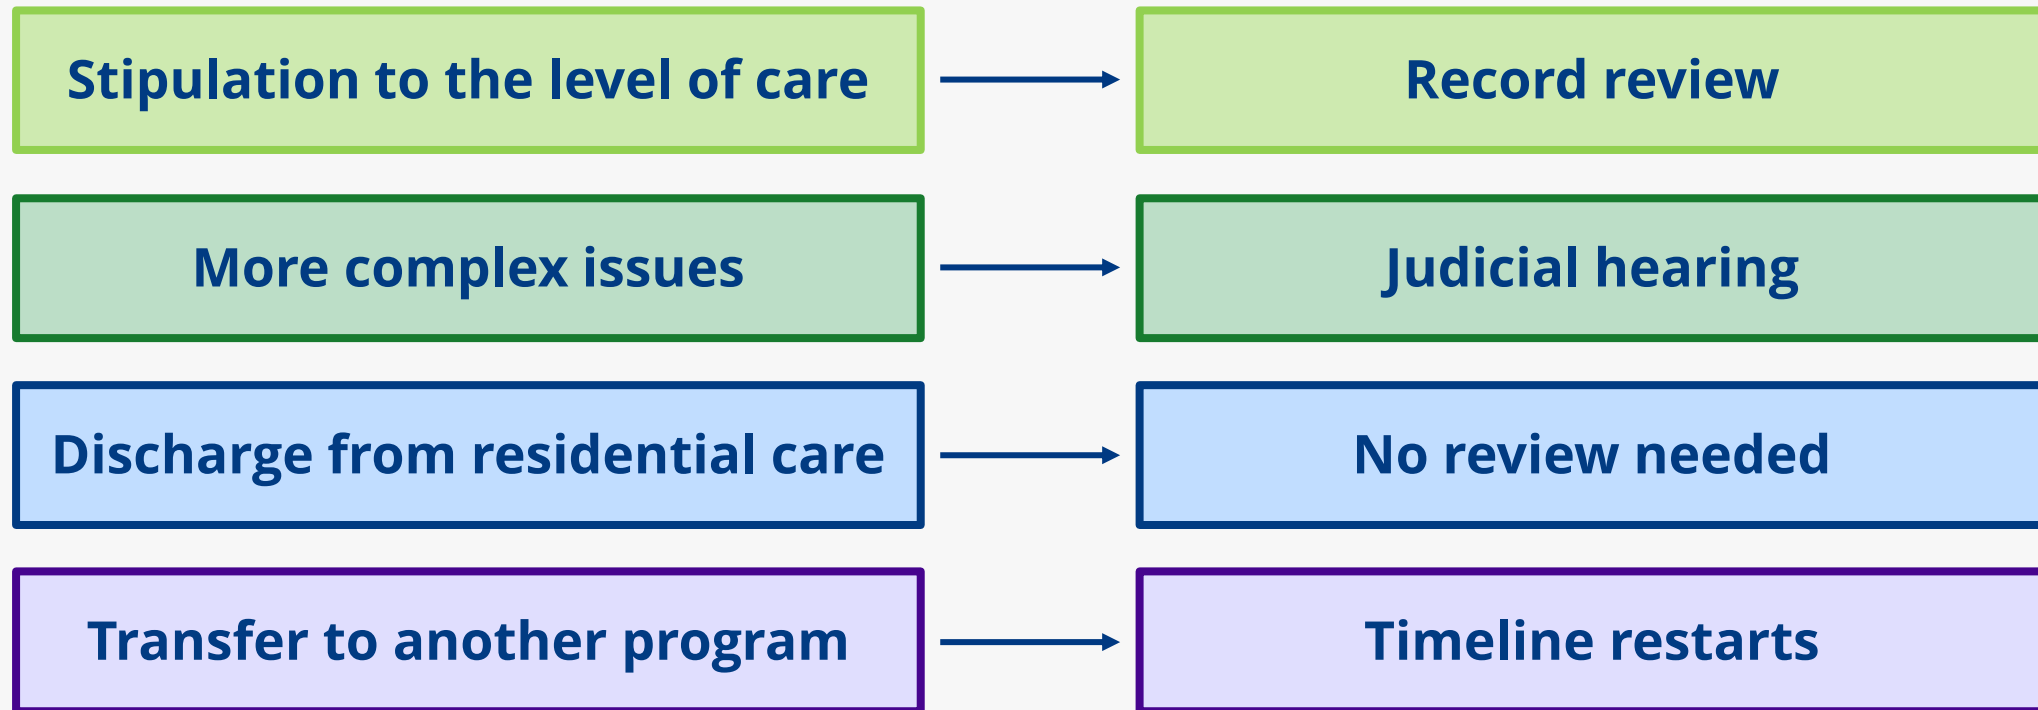 Stipulation to the level of care
Record review
More complex issues
Judicial hearing
Discharge from residential care
No review needed
Transfer to another program
Timeline restarts